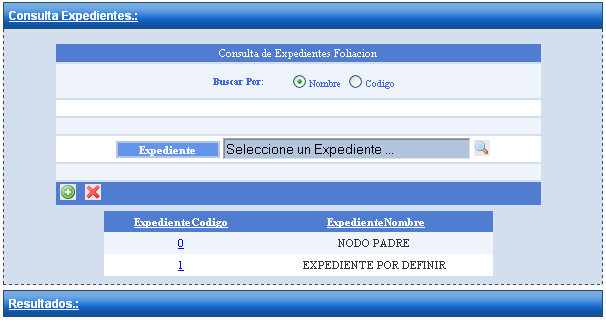 Consulta Expedientes.:
Consulta de Expedientes Foliacion
Buscar Por: Nombre Codigo
Expediente Seleccione un Expediente ...
ExpedienteCodigo ExpedienteNombre
0 NODO PADRE
1 EXPEDIENTE POR DEFINIR
Resultados.: